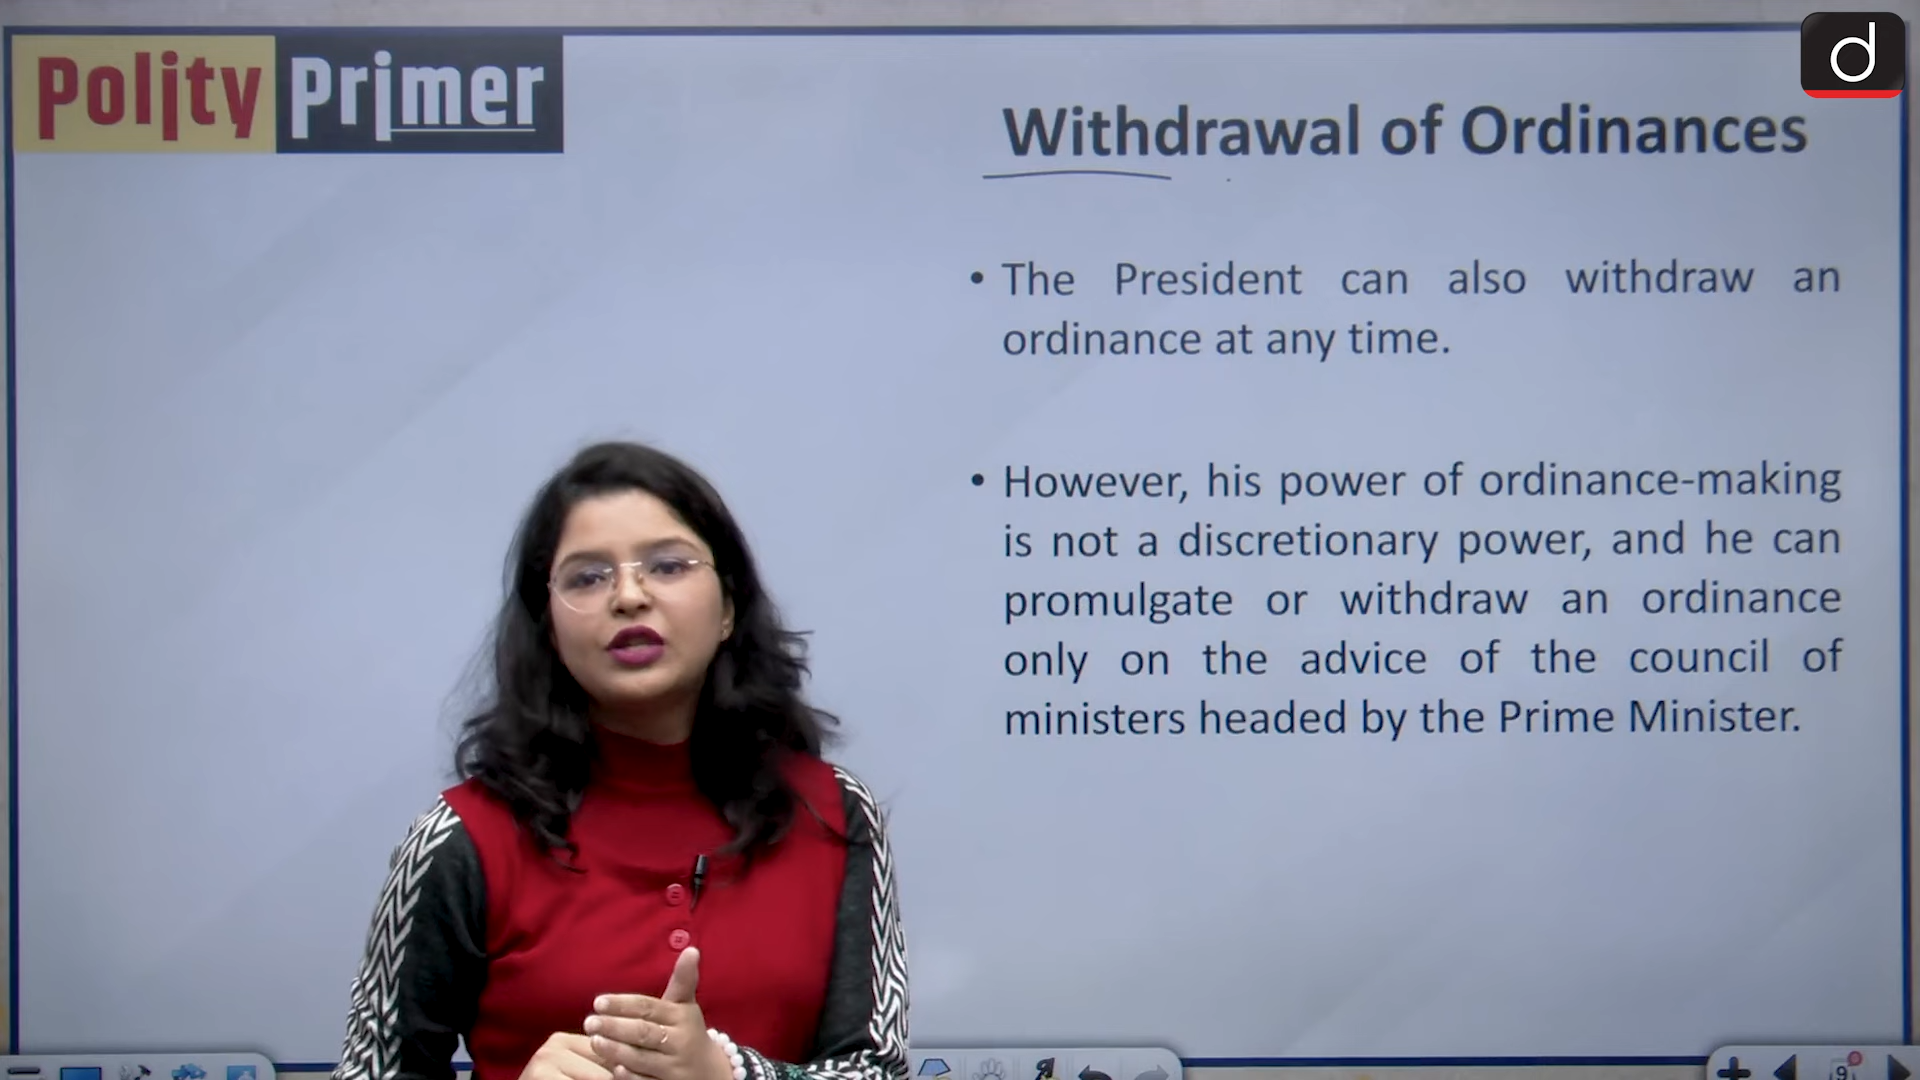 Polity Primer
d
Withdrawal of Ordinances
• The President can also withdraw an
ordinance at any time.
• However, his power of ordinance-making
is not a discretionary power, and he can
promulgate or withdraw an ordinance
only on the advice of the council of
ministers headed by the Prime Minister.
9